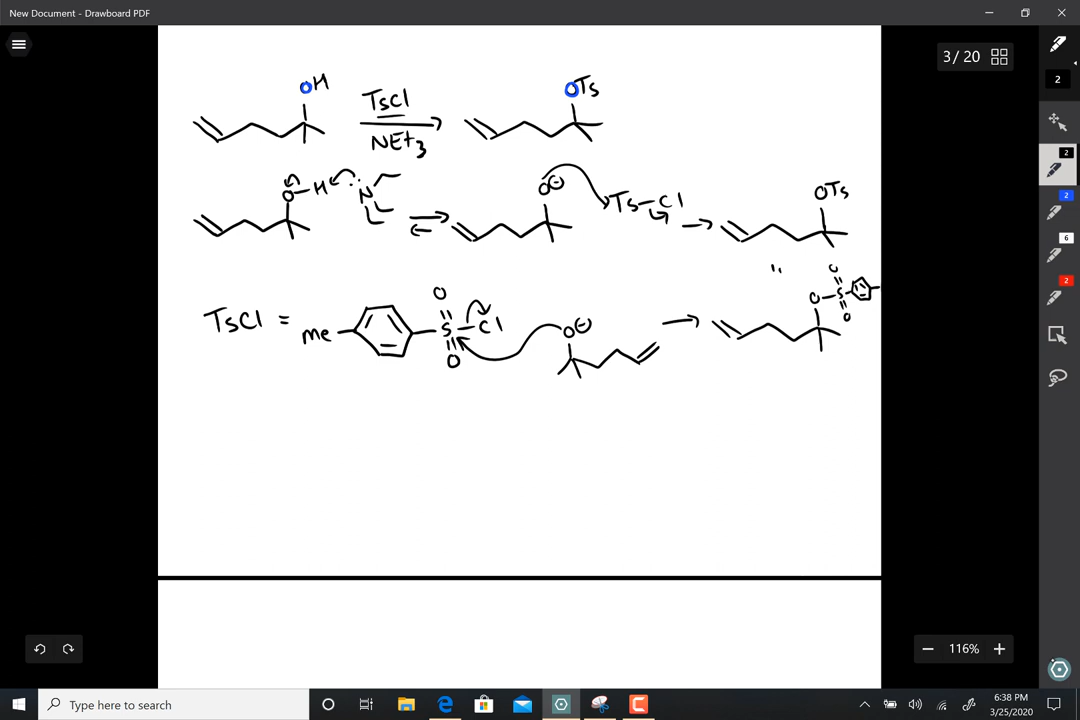 New Document - Drawboard PDF
3 / 20
2
OH
TsCl
NEt3
OTs
O-H
N
O⊖
Ts-Cl
OTs
"
TsCl =
Me
O
S
Cl
O
O⊖
O
O
S
O
2
2
6
2
116%
Type here to search
6:38 PM
3/25/2020